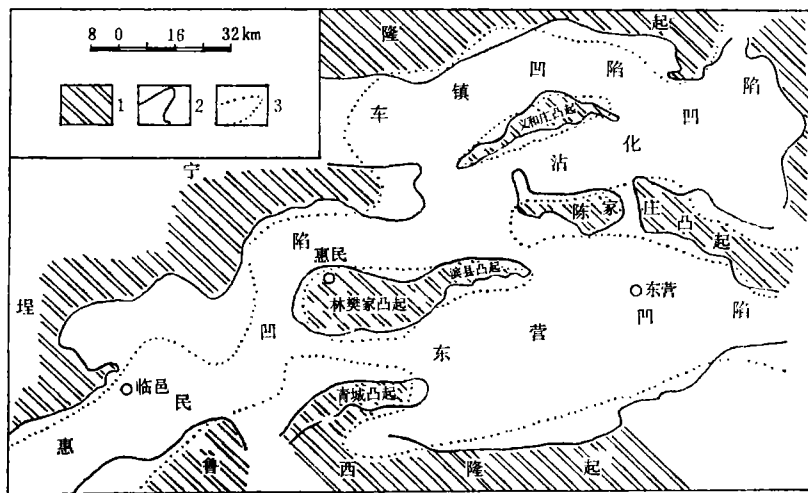 8 0 16 32 km
1 2 3
隆起
车镇凹陷
义和庄凸起
沾化凹陷
埕宁
陈家庄凸起
惠民
滨县凸起
林樊家凸起
东营
东营凹陷
临邑
惠民凹陷
青城凸起
鲁西隆起